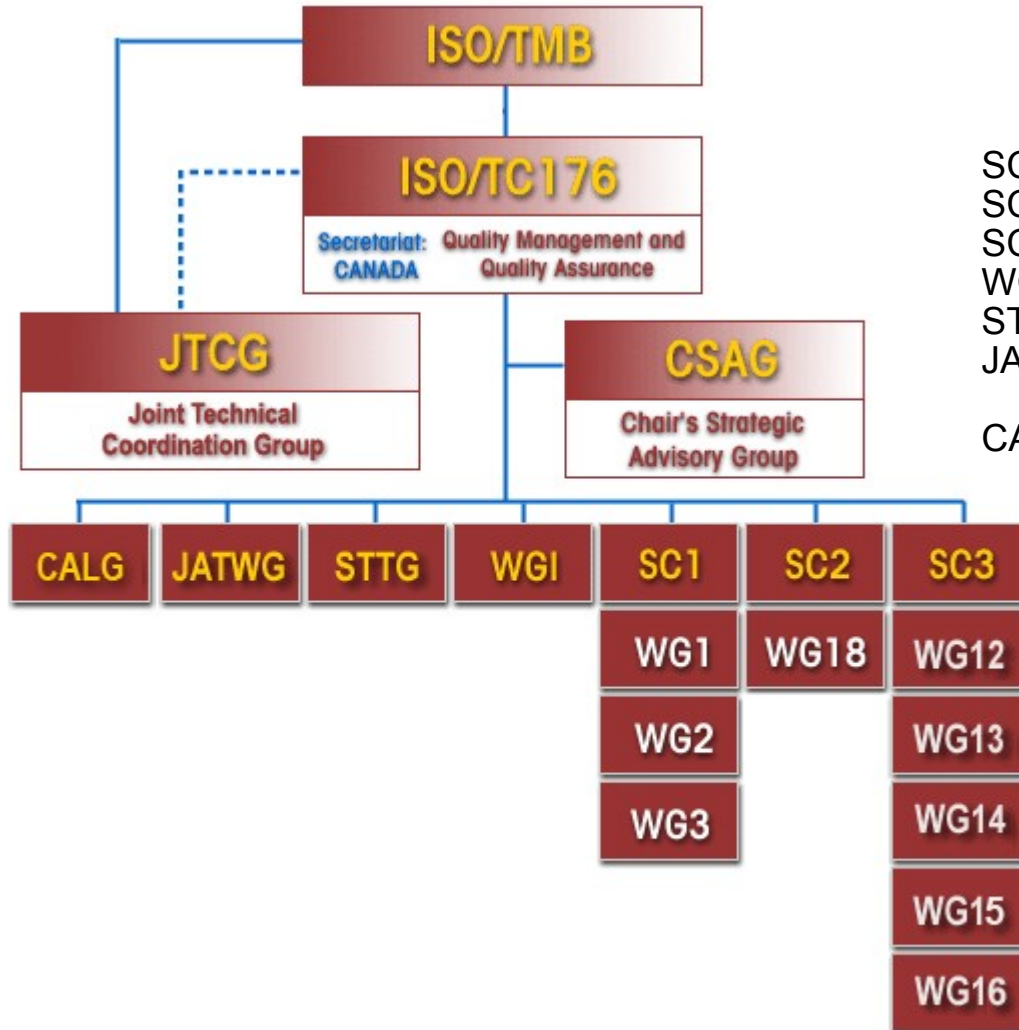 ISO/TMB
ISO/TC176
Secretariat:
CANADA
Quality Management and
Quality Assurance
JTCG
Joint Technical
Coordination Group
CSAG
Chair's Strategic
Advisory Group
CALG
JATWG
STTG
WGI
SC1
SC2
SC3
WG1
WG18
WG12
WG2
WG13
WG3
WG14
WG15
WG16